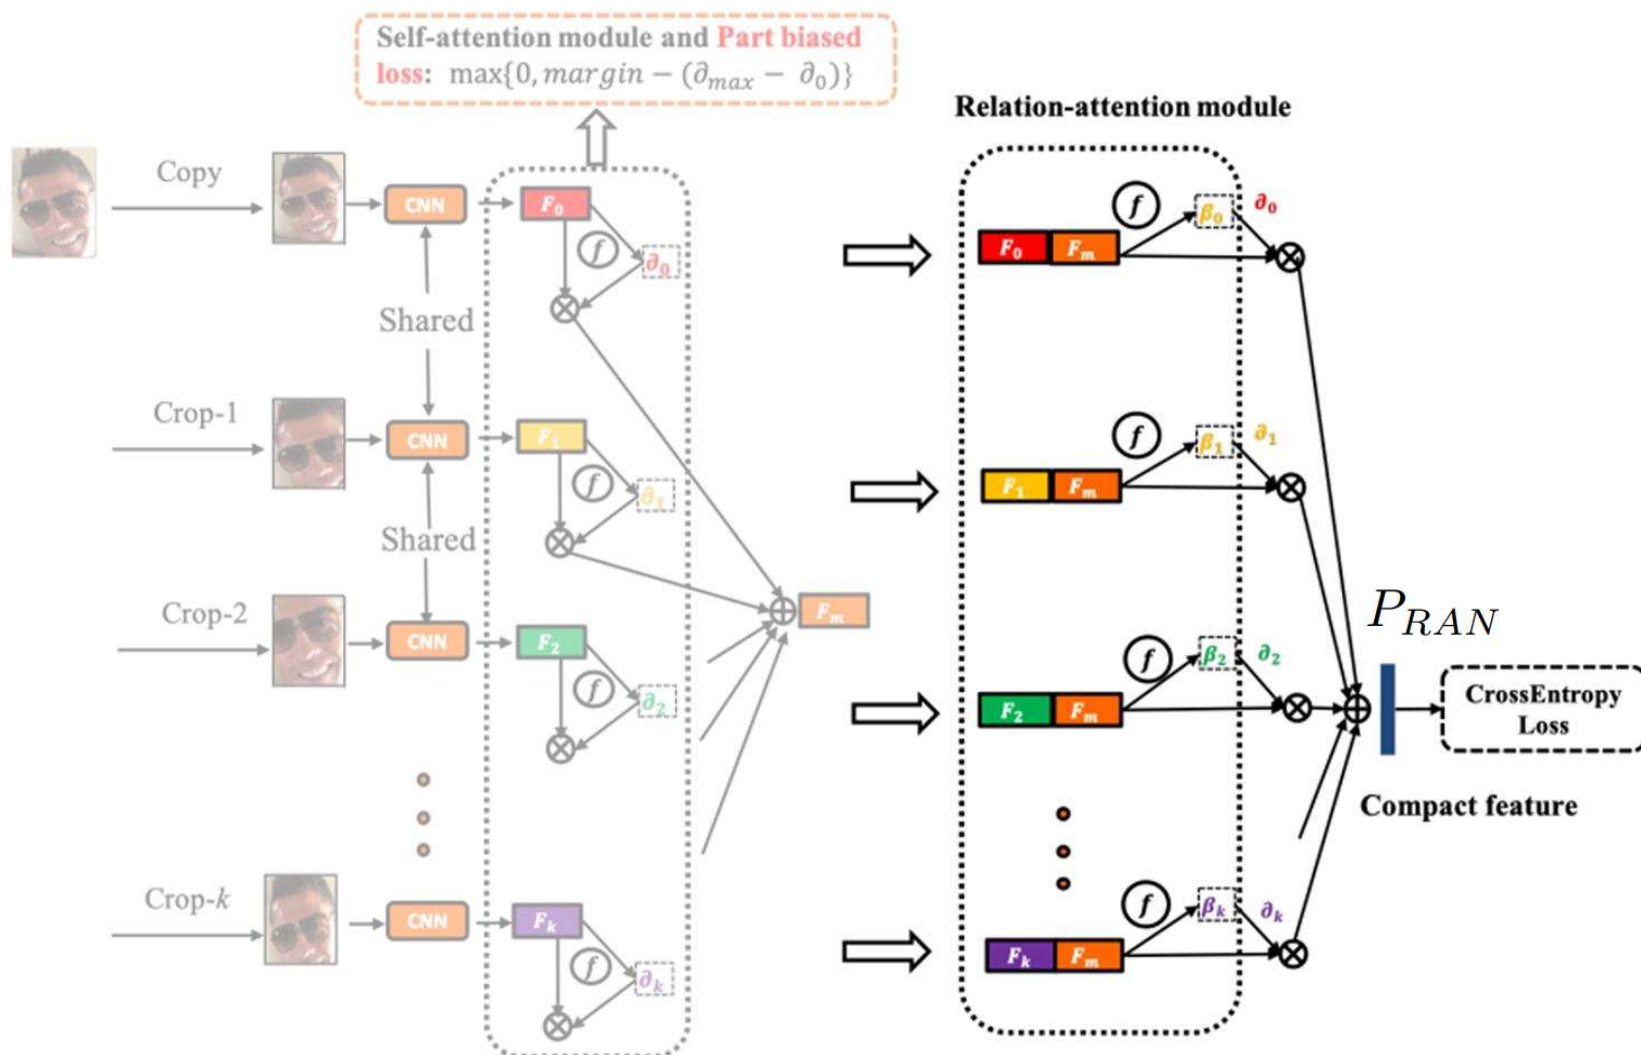 Self-attention module and Part biased
loss: max{0, margin − (∂max − ∂0)}
Relation-attention module
Copy
CNN
F0
f
∂0
Shared
Crop-1
CNN
F1
f
∂1
Shared
Crop-2
CNN
F2
f
∂2
Fm
Crop-k
CNN
Fk
f
∂k
F0 Fm
f
β0
∂0
F1 Fm
f
β1
∂1
F2 Fm
f
β2
∂2
Fk Fm
f
βk
∂k
PRAN
CrossEntropy
Loss
Compact feature